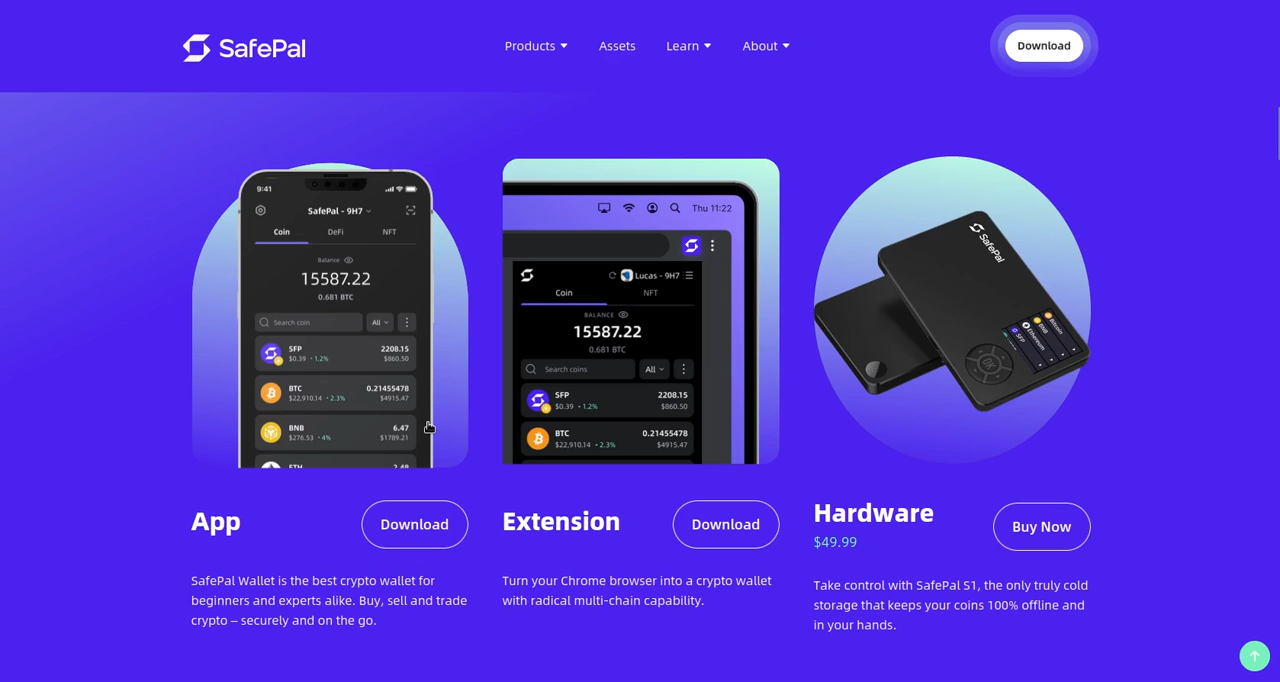 SafePal
Products
Assets
Learn
About
Download
9:41
SafePal - 9H7
Coin
DeFi
NFT
Balance
15587.22
0.681 BTC
Search coin
All
SFP
2208.15
$0.39 • 1.2%
$860.50
BTC
0.21455478
$22,910.14 • 2.3%
$4915.47
BNB
6.47
$276.53 • 4%
$1789.21
Thu 11:22
Lucas - 9H7
Coin
NFT
BALANCE
15587.22
0.681 BTC
Search coins
All
SFP
2208.15
$0.39 • 1.2%
$860.50
BTC
0.21455478
$22,910.14 • 2.3%
$4915.47
SafePal
Bitcoin
BNB
Ethereum
SFP
OK
App
Download
SafePal Wallet is the best crypto wallet for
beginners and experts alike. Buy, sell and trade
crypto – securely and on the go.
Extension
Download
Turn your Chrome browser into a crypto wallet
with radical multi-chain capability.
Hardware
$49.99
Buy Now
Take control with SafePal S1, the only truly cold
storage that keeps your coins 100% offline and
in your hands.